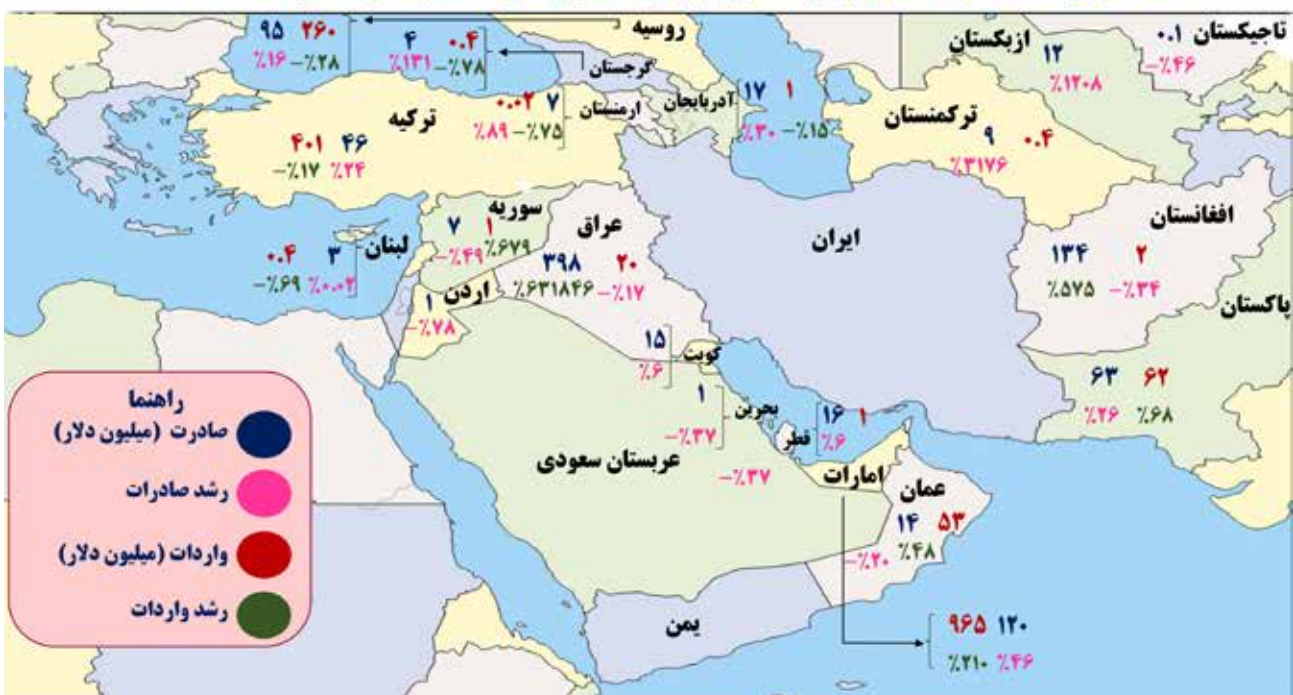 ۲۶۰ ۹۵
-٪۲۸ ٪۱۶
۰.۴ ۴
-٪۷۸ ٪۱۳۱
روسیه
گرجستان
ازبکستان
۱۲
٪۱۲۰۸
تاجیکستان
۰.۱
-٪۴۶
ترکیه
۴۶ ۴۰۱
٪۲۴ -٪۱۷
۷ ۰.۰۲
-٪۷۵ ٪۸۹
ارمنستان
آذربایجان
۱ ۱۷
-٪۱۵ ٪۳۰
ترکمنستان
۰.۴ ۹
٪۳۱۷۶
افغانستان
۲ ۱۳۴
-٪۳۴ ٪۵۷۵
ایران
عراق
۲۰ ۳۹۸
-٪۱۷ ٪۶۳۱۸۴۶
سوریه
۱ ۷
٪۶۷۹ -٪۴۹
لبنان
۳ ۰.۴
٪۰.۰۲ -٪۶۹
اردن
۱
-٪۷۸
پاکستان
۶۲ ۶۳
٪۶۸ ٪۲۶
کویت
۱۵
٪۶
بحرین
۱
-٪۳۷
قطر
۱ ۱۶
٪۶
عربستان سعودی
-٪۳۷
امارات
عمان
۵۳ ۱۴
٪۴۸ -٪۲۰
یمن
۱۲۰ ۹۶۵
٪۴۶ ٪۲۱۰
راهنما
صادرت (میلیون دلار)
رشد صادرات
واردات (میلیون دلار)
رشد واردات